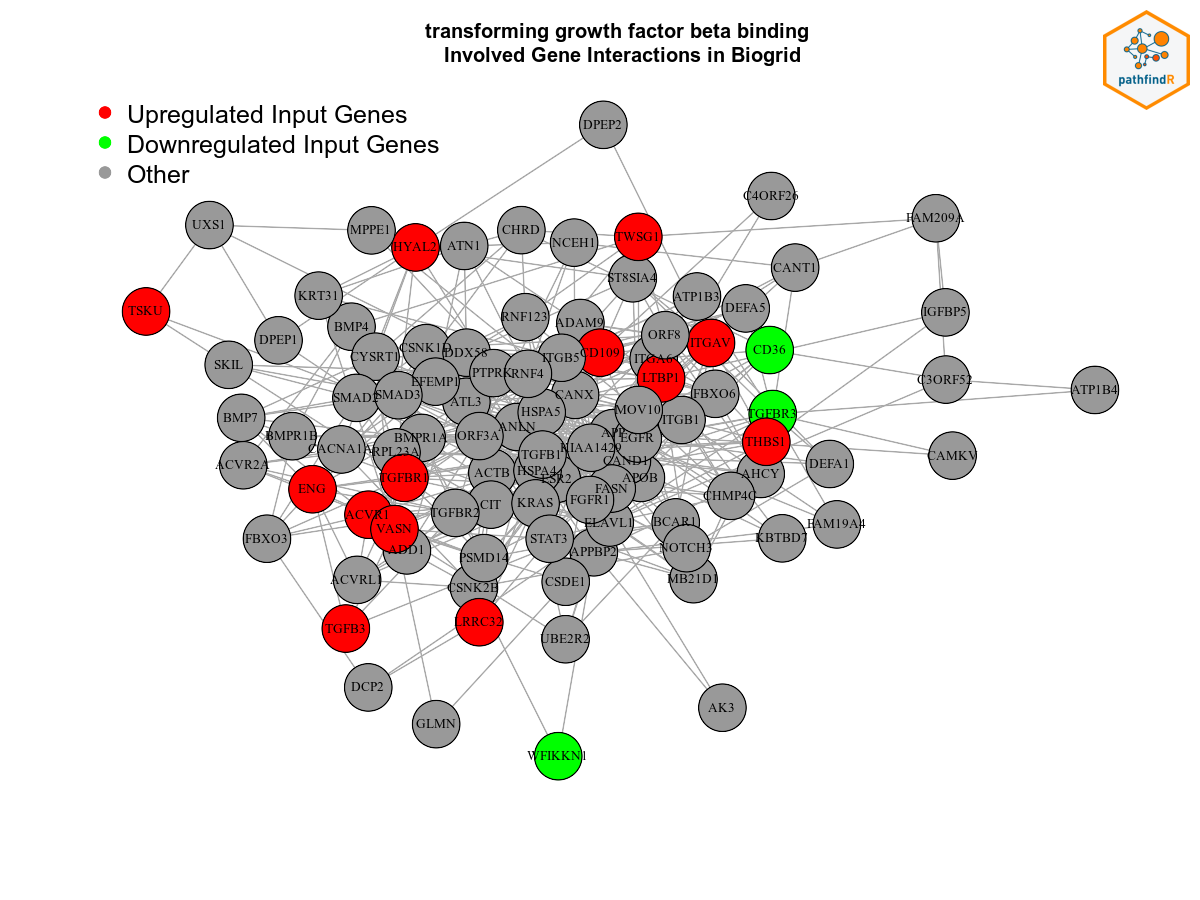 transforming growth factor beta binding
Involved Gene Interactions in Biogrid
pathfindR
Upregulated Input Genes
Downregulated Input Genes
Other
DPEP2
C4ORF26
UXS1
MPPE1
HYAL2
ATN1
CHRD
NCEH1
TWSG1
FAM209A
ST8SIA4
CANT1
KRT31
ATP1B3
DEFA5
TSKU
BMP4
RNF123
ADAM9
ORF8
IGFBP5
DPEP1
CSNK1D
DDX58
ITGB5
CD109
ITGAV
CD36
SKIL
CYSRT1
PTPRK
RNF4
ITGA6
LTBP1
C3ORF52
EFEMP1
SMAD2
SMAD3
ATL3
CANX
FBXO6
ATP1B4
BMP7
HSPA5
MOV10
ITGB1
TGFBR3
BMPR1B
CACNA1A
BMPR1A
ORF3A
ANLN
EGFR
THBS1
ACVR2A
RPL23A
TGFB1
KIAA1429
CAND1
DEFA1
CAMKV
ENG
TGFBR1
ACTB
HSPA4
ESR2
FASN
APOB
AHCY
ACVR1
VASN
TGFBR2
CIT
KRAS
FGFR1
CHMP4C
FBXO3
ADD1
STAT3
ELAVL1
BCAR1
KBTBD7
FAM19A4
ACVRL1
PSMD14
CSNK2B
CSDE1
APPBP2
NOTCH3
MB21D1
TGFB3
LRRC32
UBE2R2
DCP2
GLMN
AK3
WFIKKN1